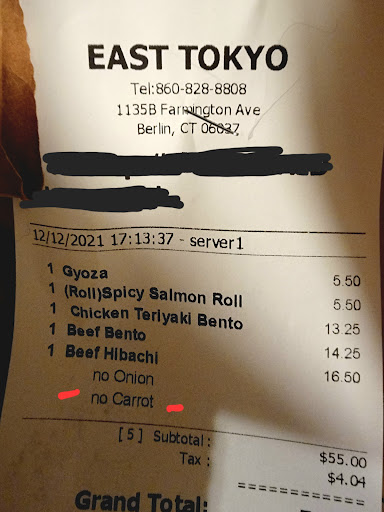 EAST TOKYO
Tel:860-828-8808
1135B Farmington Ave
Berlin, CT 06037
12/12/2021 17:13:37 - server1
1 Gyoza 5.50
1 (Roll)Spicy Salmon Roll 5.50
1 Chicken Teriyaki Bento 13.25
1 Beef Bento 14.25
1 Beef Hibachi 16.50
no Onion
no Carrot
[ 5 ] Subtotal : $55.00
Tax : $4.04
Grand Total: